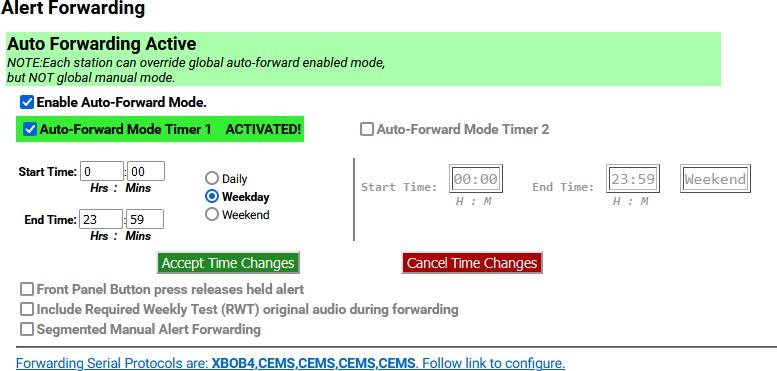 Alert Forwarding
Auto Forwarding Active
NOTE:Each station can override global auto-forward enabled mode,
but NOT global manual mode.
Enable Auto-Forward Mode.
Auto-Forward Mode Timer 1 ACTIVATED!
Auto-Forward Mode Timer 2
Start Time: 0 : 00
Hrs : Mins
End Time: 23 : 59
Hrs : Mins
Daily
Weekday
Weekend
Start Time: 00:00 End Time: 23:59 Weekend
H : M H : M
Accept Time Changes
Cancel Time Changes
Front Panel Button press releases held alert
Include Required Weekly Test (RWT) original audio during forwarding
Segmented Manual Alert Forwarding
Forwarding Serial Protocols are: XBOB4,CEMS,CEMS,CEMS,CEMS. Follow link to configure.